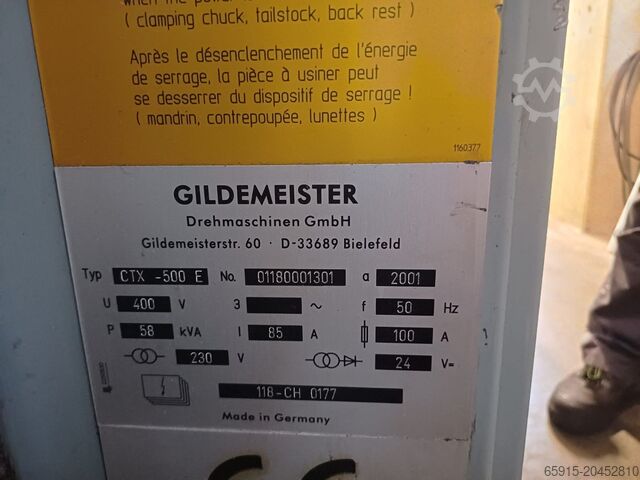 ( clamping chuck, tailstock, back rest )
Après le désenclenchement de l'énergie
de serrage, la pièce à usiner peut
se desserrer du dispositif de serrage !
( mandrin, contrepoupée, lunettes )
1160377
GILDEMEISTER
Drehmaschinen GmbH
Gildemeisterstr. 60 · D-33689 Bielefeld
Typ CTX -500 E No. 01180001301 a 2001
U 400 V 3 ~ f 50 Hz
P 58 kVA I 85 A 100 A
230 V 24 V=
118-CH 0177
Made in Germany
CE
65915-20452810